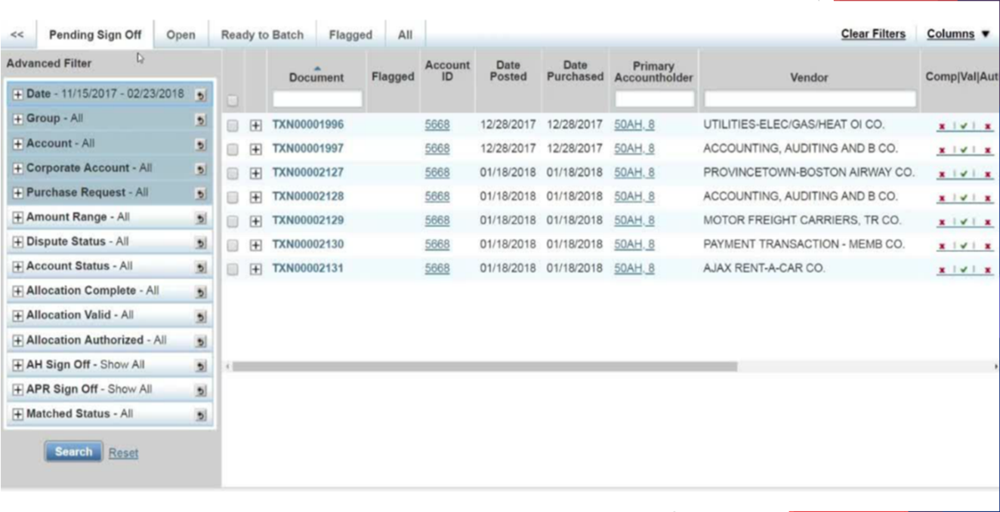 << Pending Sign Off Open Ready to Batch Flagged All Clear Filters Columns ▼
Advanced Filter
Date - 11/15/2017 - 02/23/2018
Group - All
Account - All
Corporate Account - All
Purchase Request - All
Amount Range - All
Dispute Status - All
Account Status - All
Allocation Complete - All
Allocation Valid - All
Allocation Authorized - All
AH Sign Off - Show All
APR Sign Off - Show All
Matched Status - All
Search Reset
Document Flagged Account ID Date Posted Date Purchased Primary Accountholder Vendor Comp|Val|Aut
TXN00001996 5668 12/28/2017 12/28/2017 50AH, 8 UTILITIES-ELEC/GAS/HEAT OI CO.
TXN00001997 5668 12/28/2017 12/28/2017 50AH, 8 ACCOUNTING, AUDITING AND B CO.
TXN00002127 5668 01/18/2018 01/18/2018 50AH, 8 PROVINCETOWN-BOSTON AIRWAY CO.
TXN00002128 5668 01/18/2018 01/18/2018 50AH, 8 ACCOUNTING, AUDITING AND B CO.
TXN00002129 5668 01/18/2018 01/18/2018 50AH, 8 MOTOR FREIGHT CARRIERS, TR CO.
TXN00002130 5668 01/18/2018 01/18/2018 50AH, 8 PAYMENT TRANSACTION - MEMB CO.
TXN00002131 5668 01/18/2018 01/18/2018 50AH, 8 AJAX RENT-A-CAR CO.